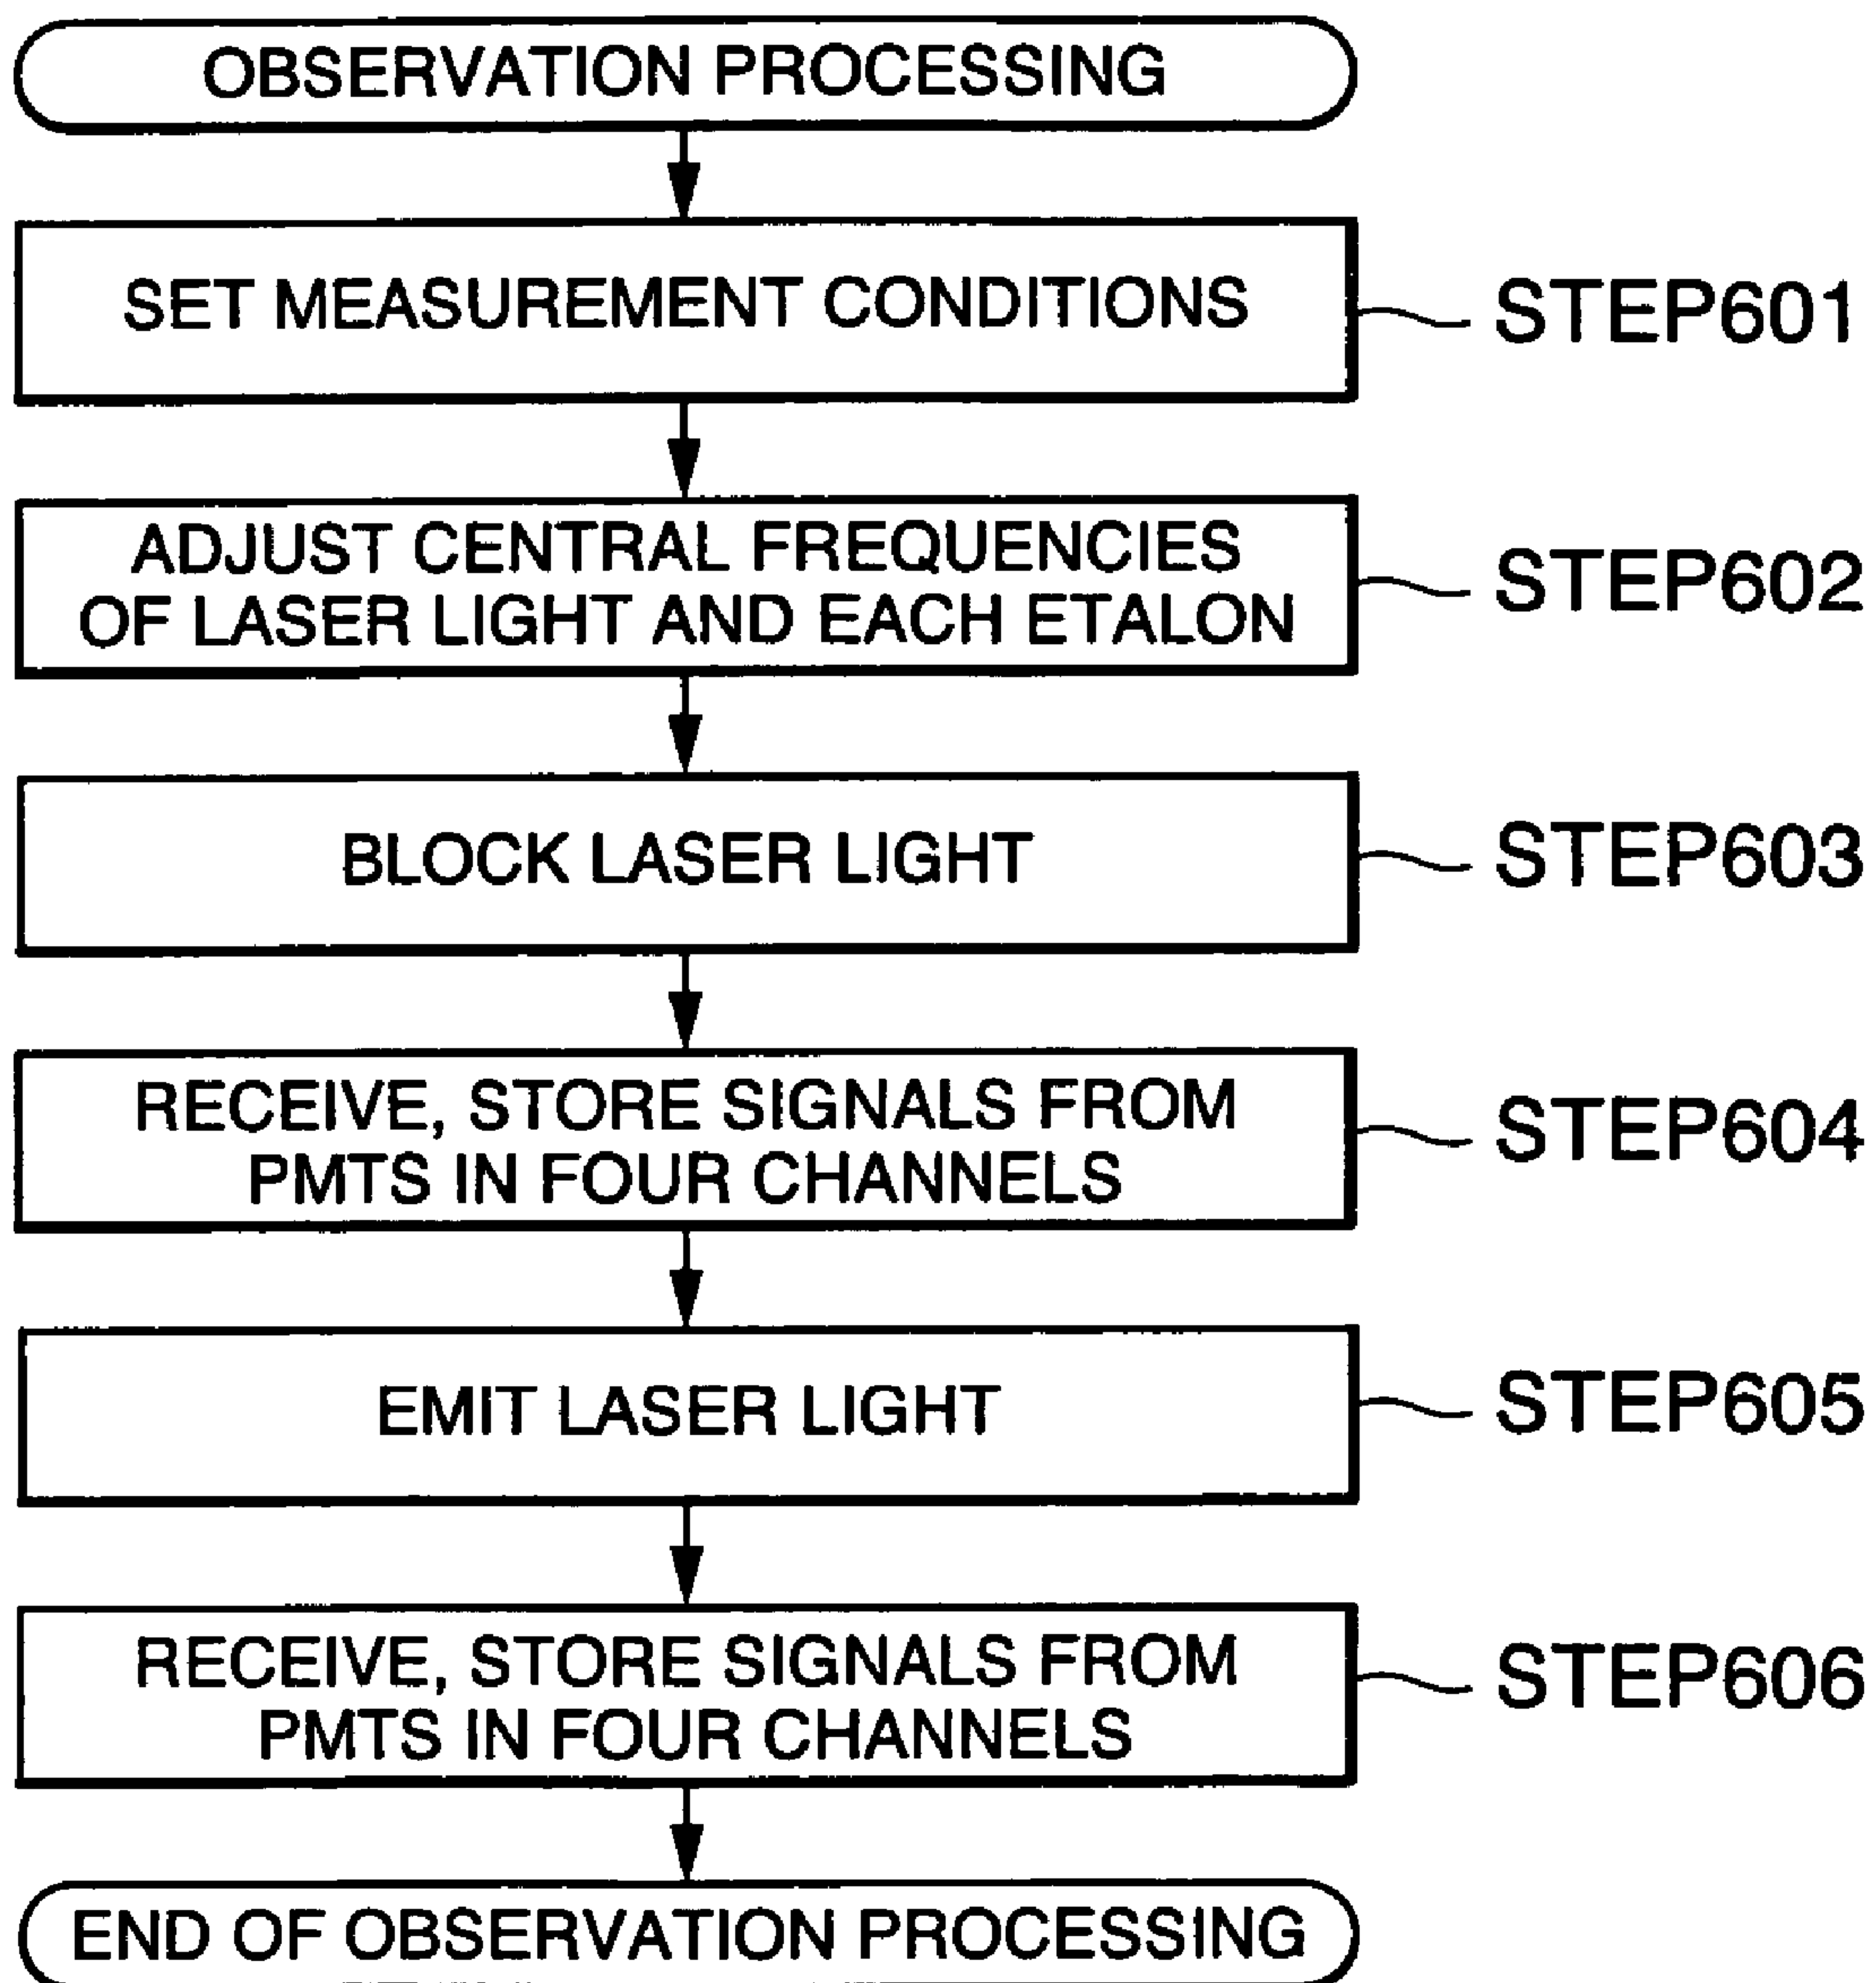 OBSERVATION PROCESSING
SET MEASUREMENT CONDITIONS
STEP601
ADJUST CENTRAL FREQUENCIES
OF LASER LIGHT AND EACH ETALON
STEP602
BLOCK LASER LIGHT
STEP603
RECEIVE, STORE SIGNALS FROM
PMTS IN FOUR CHANNELS
STEP604
EMIT LASER LIGHT
STEP605
RECEIVE, STORE SIGNALS FROM
PMTS IN FOUR CHANNELS
STEP606
END OF OBSERVATION PROCESSING